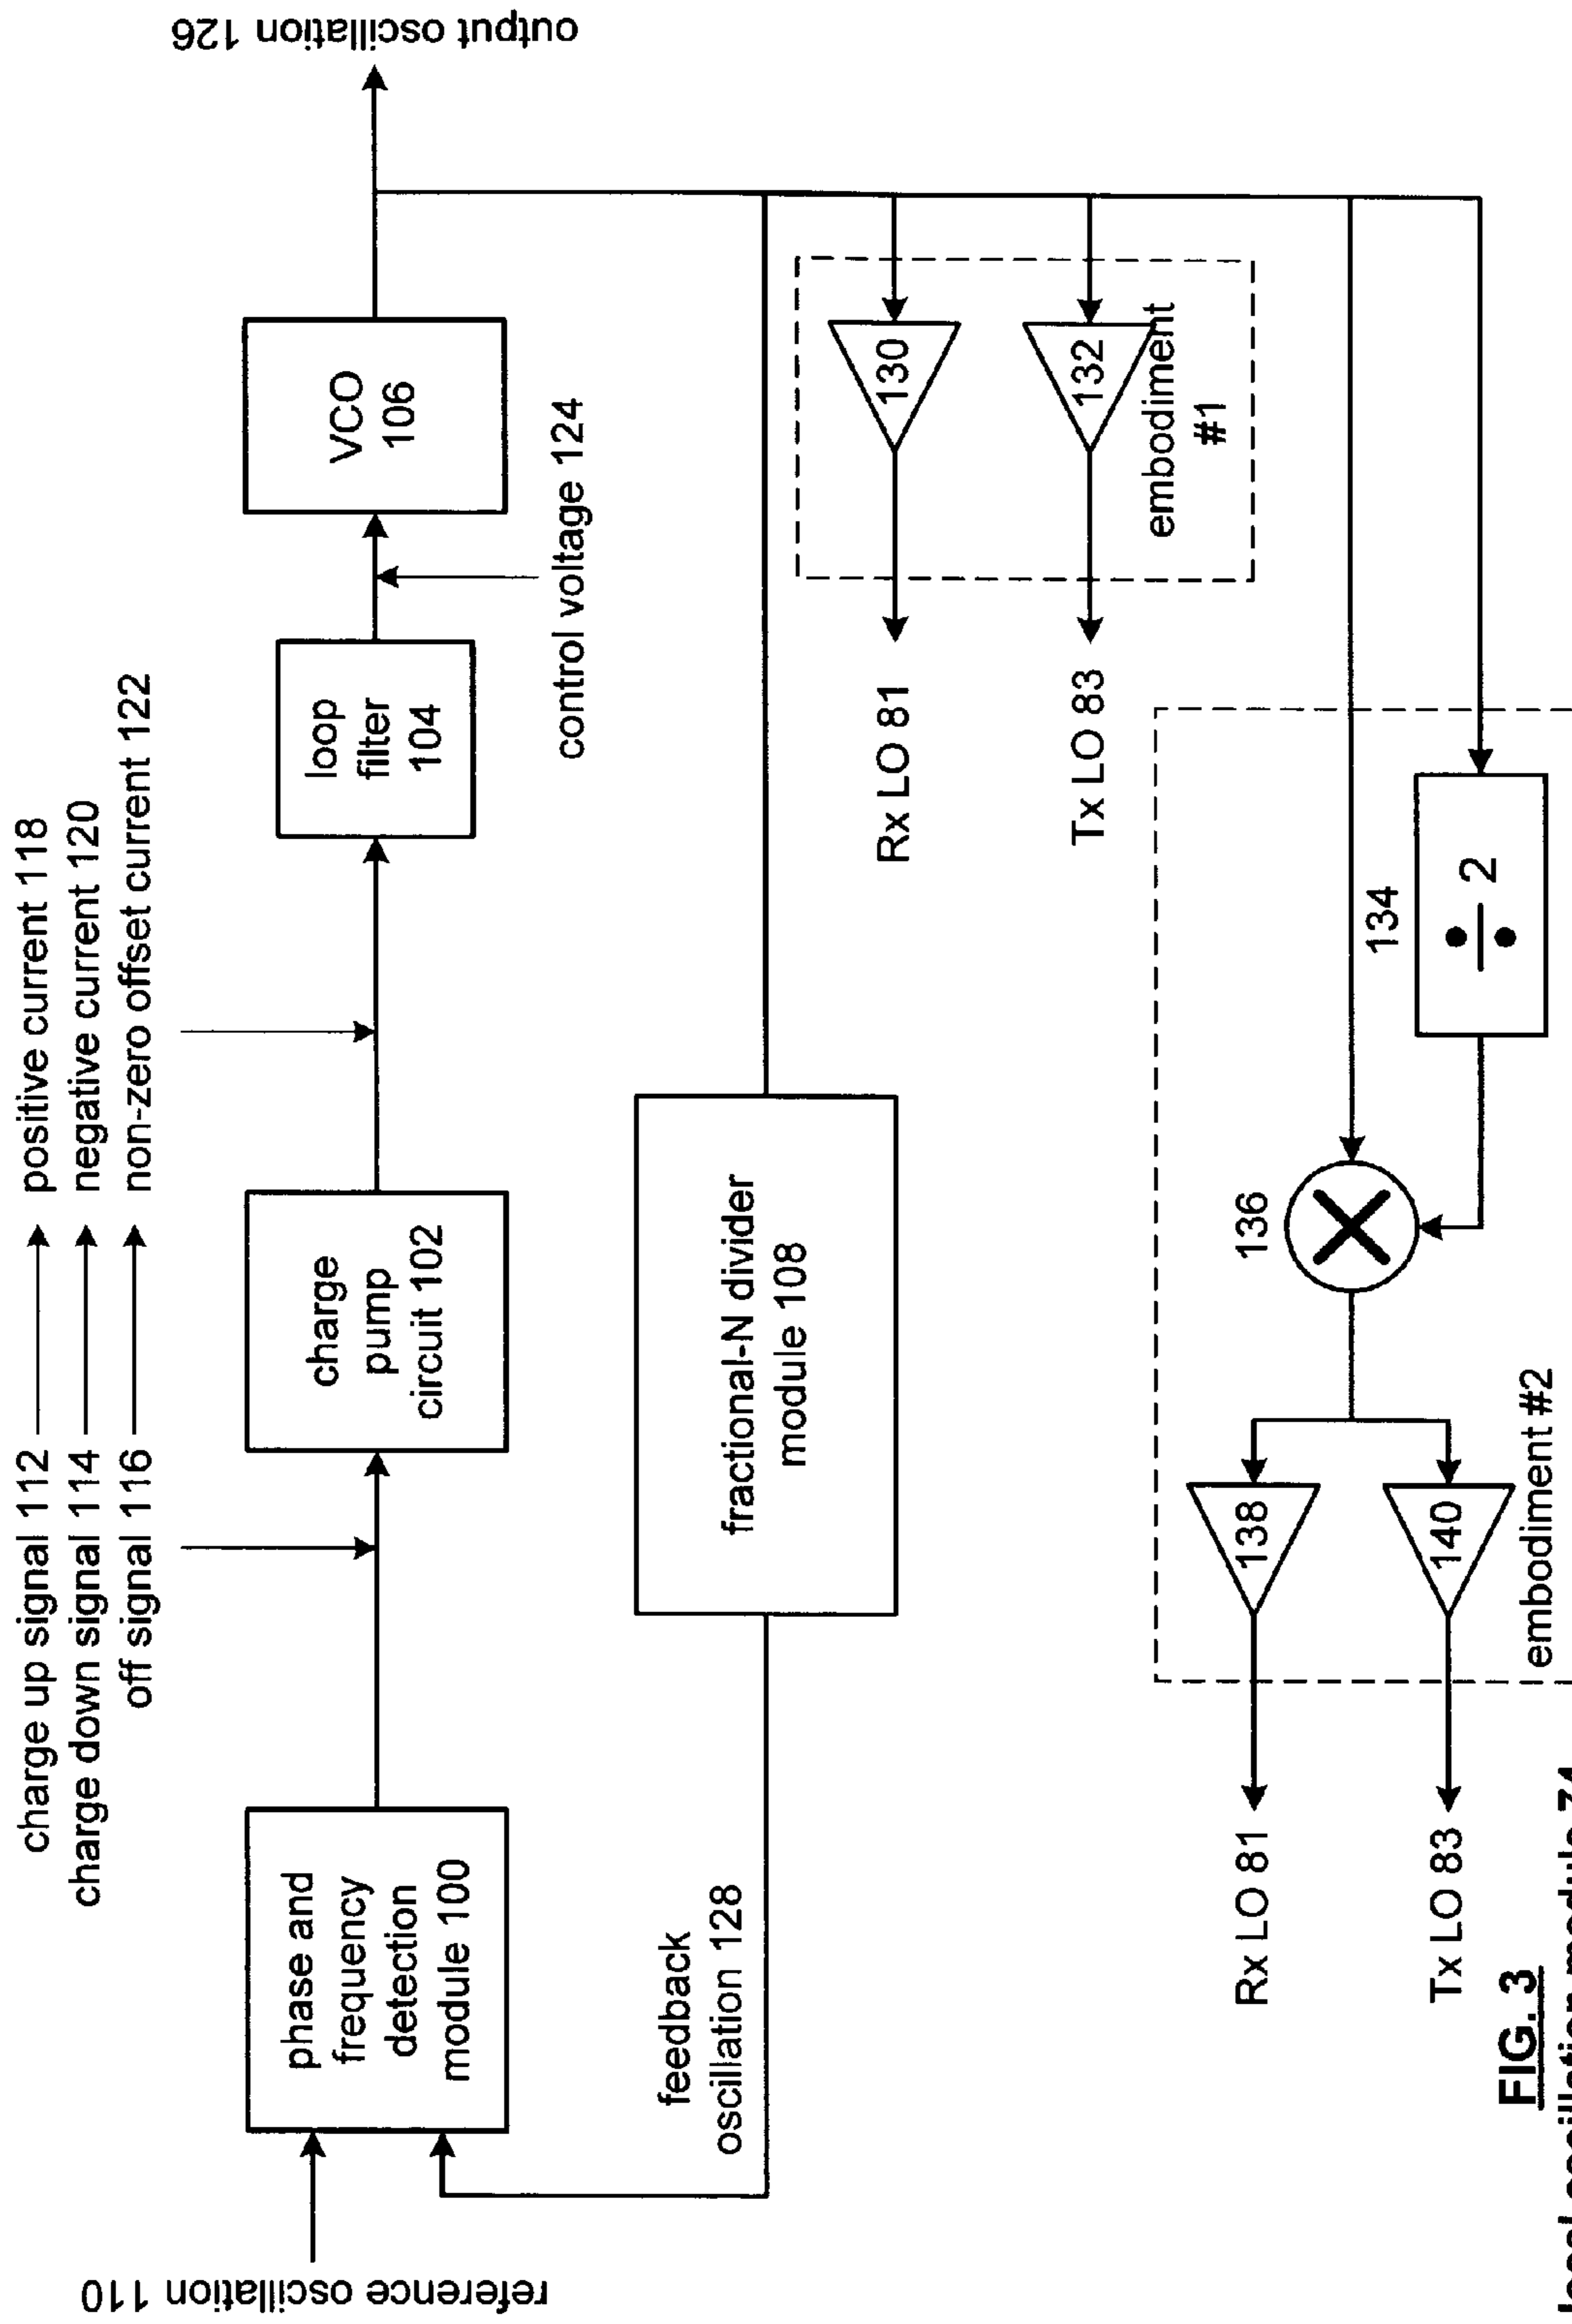 charge up signal 112
positive current 118
charge down signal 114
negative current 120
off signal 116
non-zero offset current 122
reference oscillation 110
phase and
frequency
detection
module 100
charge
pump
circuit 102
loop
filter
104
VCO
106
output oscillation 126
control voltage 124
feedback
oscillation 128
fractional-N divider
module 108
Rx LO 81
130
Tx LO 83
132
embodiment
#1
Rx LO 81
138
136
134
÷ 2
Tx LO 83
140
embodiment #2
FIG. 3
local oscillation module 74